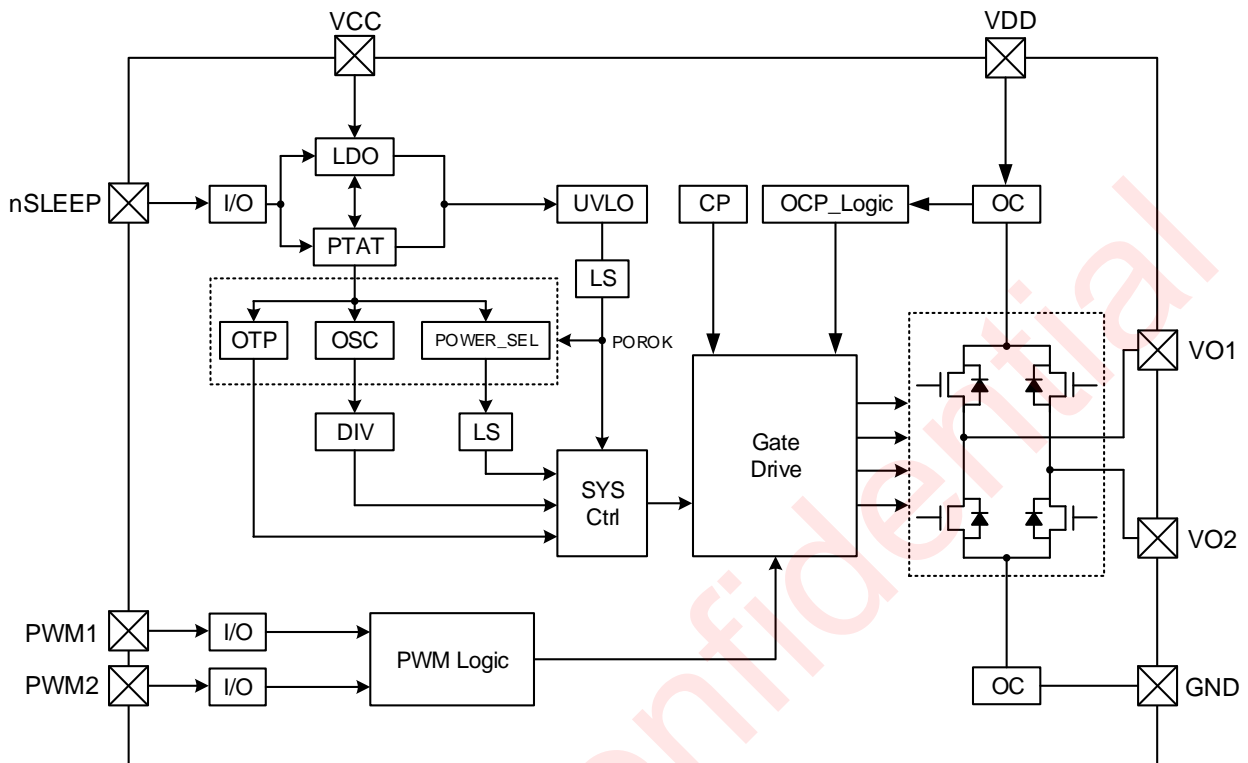 VCC
VDD
LDO
nSLEEP
I/O
UVLO
CP
OCP_Logic
OC
PTAT
LS
OTP
OSC
POWER_SEL
POROK
VO1
DIV
LS
Gate
Drive
SYS
Ctrl
VO2
PWM1
I/O
PWM Logic
PWM2
I/O
OC
GND
nfidential